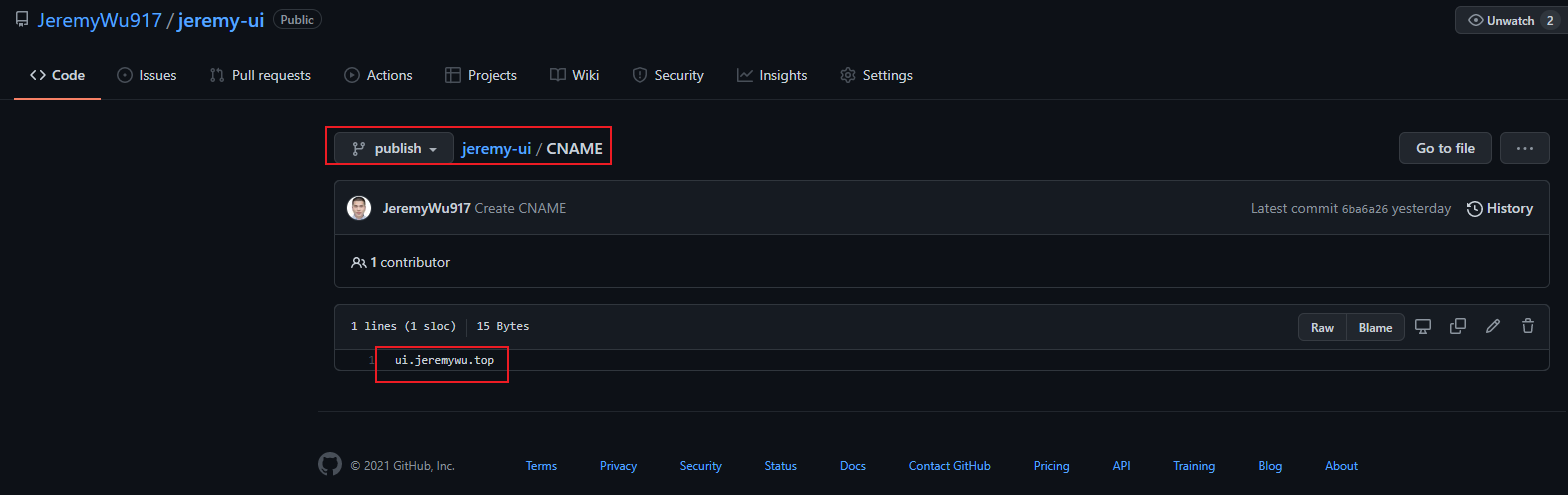 JeremyWu917 / jeremy-ui Public Unwatch 2
Code Issues Pull requests Actions Projects Wiki Security Insights Settings
publish jeremy-ui / CNAME Go to file ...
JeremyWu917 Create CNAME Latest commit 6ba6a26 yesterday History
1 contributor
1 lines (1 sloc) 15 Bytes Raw Blame
1 ui.jeremywu.top
© 2021 GitHub, Inc. Terms Privacy Security Status Docs Contact GitHub Pricing API Training Blog About